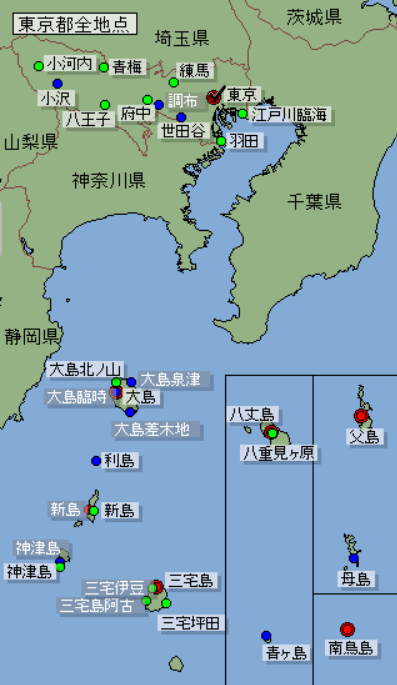 東京都全地点
茨城県
埼玉県
小河内
青梅
練馬
小沢
東京
調布
府中
八王子
江戸川臨海
世田谷
羽田
山梨県
神奈川県
千葉県
静岡県
大島北ノ山
大島泉津
大島臨時
大島
大島差木地
八丈島
八重見ヶ原
父島
利島
新島
新島
神津島
神津島
三宅島
三宅伊豆
三宅島阿古
三宅坪田
母島
青ヶ島
南鳥島